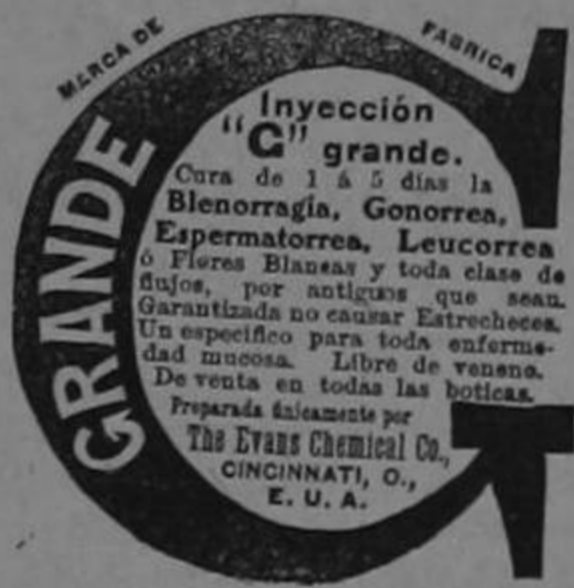 MARCA DE FABRICA
GRANDE
Inyección
"G" grande.
Cura de 1 á 5 días la
Blenorragía, Gonorrea,
Espermatorrea, Leucorrea
ó Flores Blancas y toda clase de
flujos, por antiguos que sean.
Garantizada no causar Estrecheces.
Un especifico para toda enferme-
dad mucosa. Libre de veneno.
De venta en todas las boticas.
Preparada únicamente por
The Evans Chemical Co.,
CINCINNATI, O.,
E. U. A.